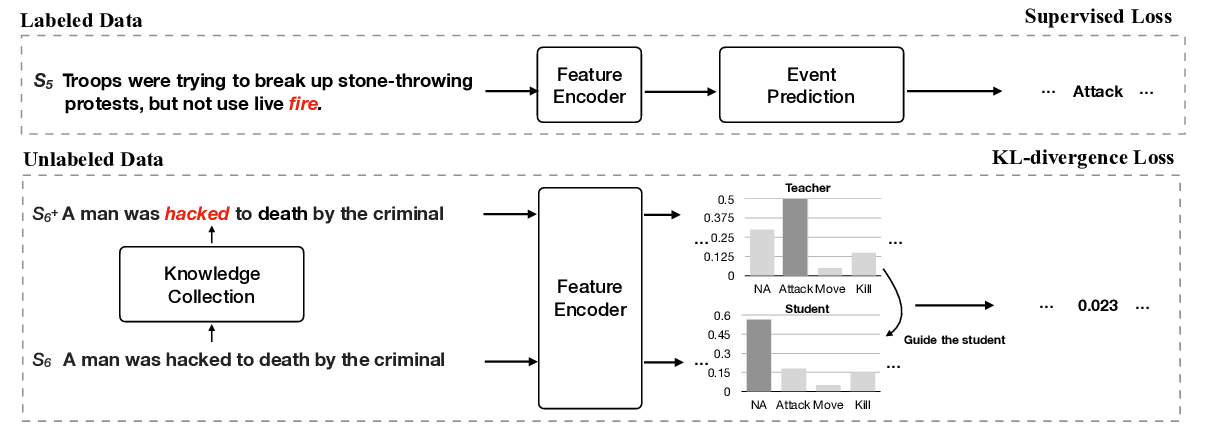 Labeled Data
Supervised Loss
S5 Troops were trying to break up stone-throwing
protests, but not use live fire.
Feature
Encoder
Event
Prediction
... Attack ...
Unlabeled Data
KL-divergence Loss
S6+ A man was hacked to death by the criminal
Knowledge
Collection
S6 A man was hacked to death by the criminal
Feature
Encoder
Teacher
0.5
0.375
... 0.25 ...
0.125
0
NA Attack Move Kill
Student
0.6
0.45
0.3
... 0.15 ...
0
NA Attack Move Kill
Guide the student
... 0.023 ...